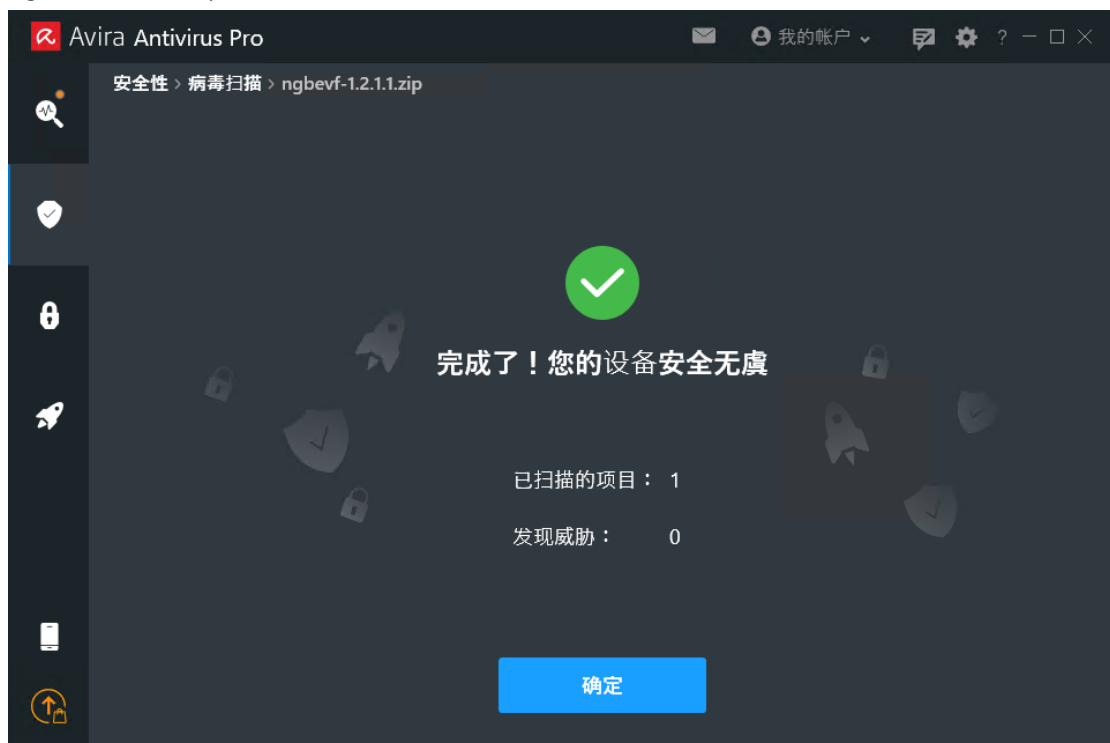 Avira Antivirus Pro
我的帐户
?
安全性 > 病毒扫描 > ngbevf-1.2.1.1.zip
完成了！您的设备安全无虞
已扫描的项目： 1
发现威胁： 0
确定